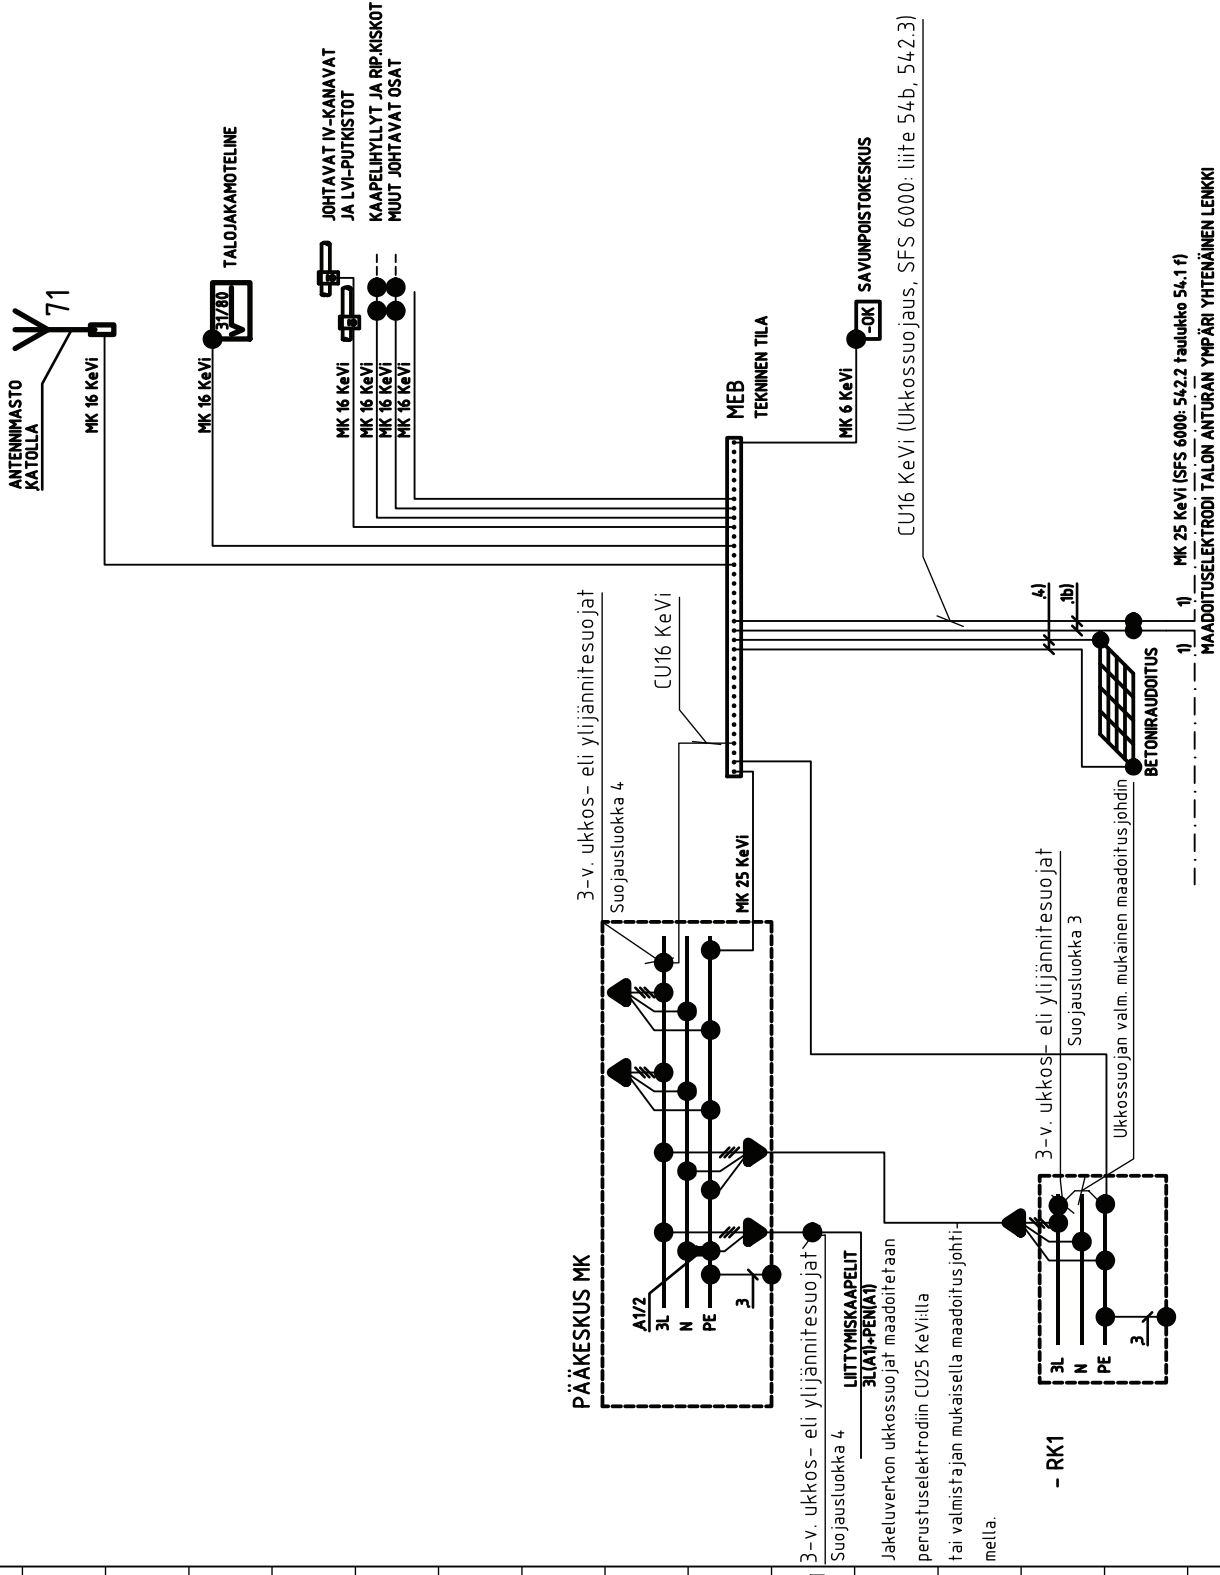 ANTENNIMASTO
KATOLLA
71
MK 16 KeVi
31/80
TALOJAKAMOTELINE
MK 16 KeVi
JOHTAVAT IV-KANAVAT
JA LVI-PUTKISTOT
KAAPELIHYLLYT JA RIP.KISKOT
MUUT JOHTAVAT OSAT
MK 16 KeVi
MK 16 KeVi
MK 16 KeVi
MK 16 KeVi
MEB
TEKNINEN TILA
-OK
SAVUNPOISTOKESKUS
MK 6 KeVi
CU16 KeVi (Ukkossuojaus, SFS 6000: liite 54b, 542.3)
3-v. ukkos- eli ylijännitesuojat
Suojausluokka 4
CU16 KeVi
MK 25 KeVi
PÄÄKESKUS MK
A1/2
3L
N
PE
3
3-v. ukkos- eli ylijännitesuojat
Suojausluokka 4
LIITTYMISKAAPELIT
3L(A1)+PEN(A1)
Jakeluverkon ukkossuojat maadoitetaan
perustuselektrodiin CU25 KeVi:lla
tai valmistajan mukaisella maadoitusjohti-
mella.
- RK1
3L
N
PE
3
3-v. ukkos- eli ylijännitesuojat
Suojausluokka 3
Ukkossuojan valm. mukainen maadoitusjohdin
BETONIRAUDOITUS
.4)
.1b)
1)
1)
MK 25 KeVi (SFS 6000: 542.2 taulukko 54.1 f)
MAADOITUSELEKTRODI TALON ANTURAN YMPÄRI YHTENÄINEN LENKKI